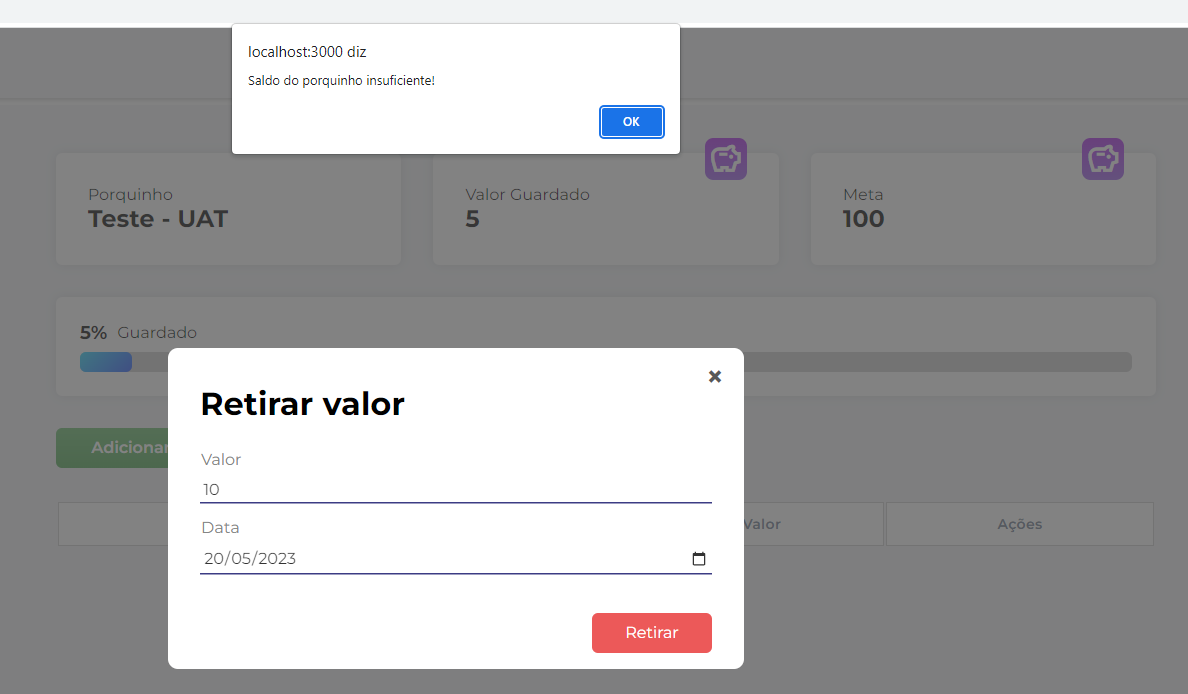 localhost:3000 diz
Saldo do porquinho insuficiente!
OK
Porquinho
Teste - UAT
Valor Guardado
5
Meta
100
5% Guardado
Adicionar
Retirar valor
Valor
10
Data
20/05/2023
Retirar
Valor
Ações